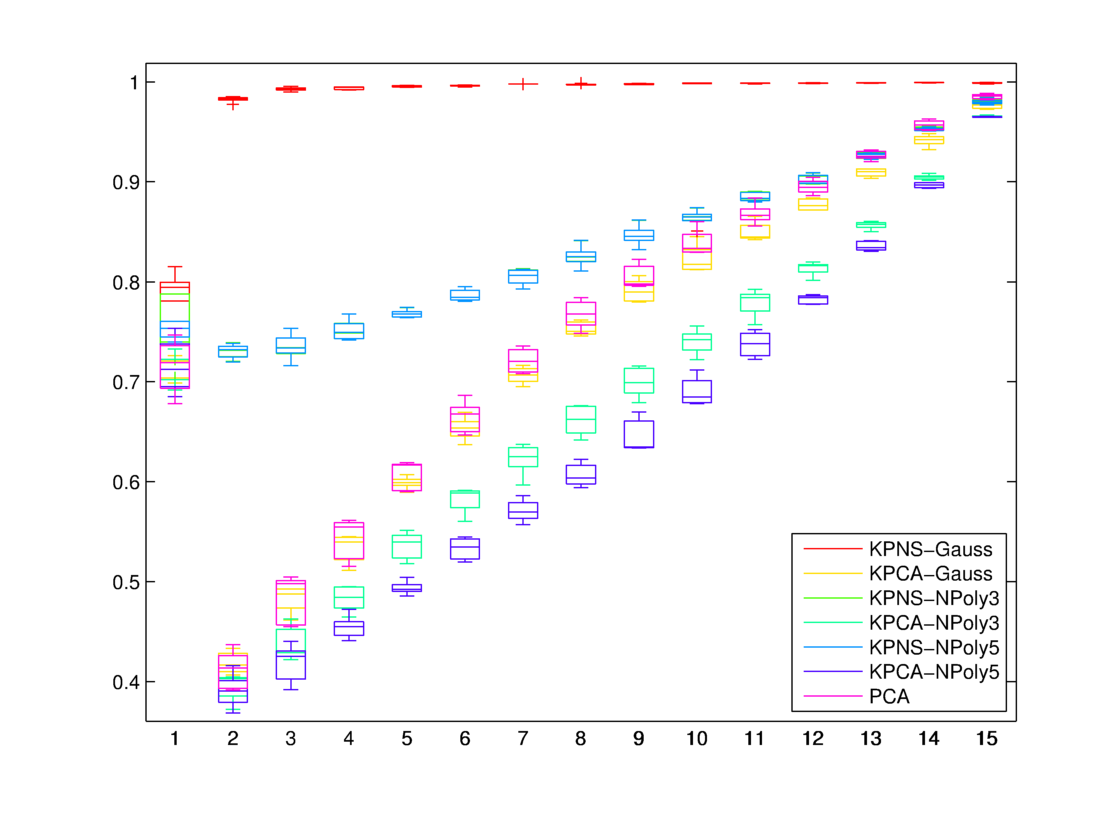 1
0.9
0.8
0.7
0.6
0.5
0.4
KPNS−Gauss
KPCA−Gauss
KPNS−NPoly3
KPCA−NPoly3
KPNS−NPoly5
KPCA−NPoly5
PCA
1 2 3 4 5 6 7 8 9 10 11 12 13 14 15